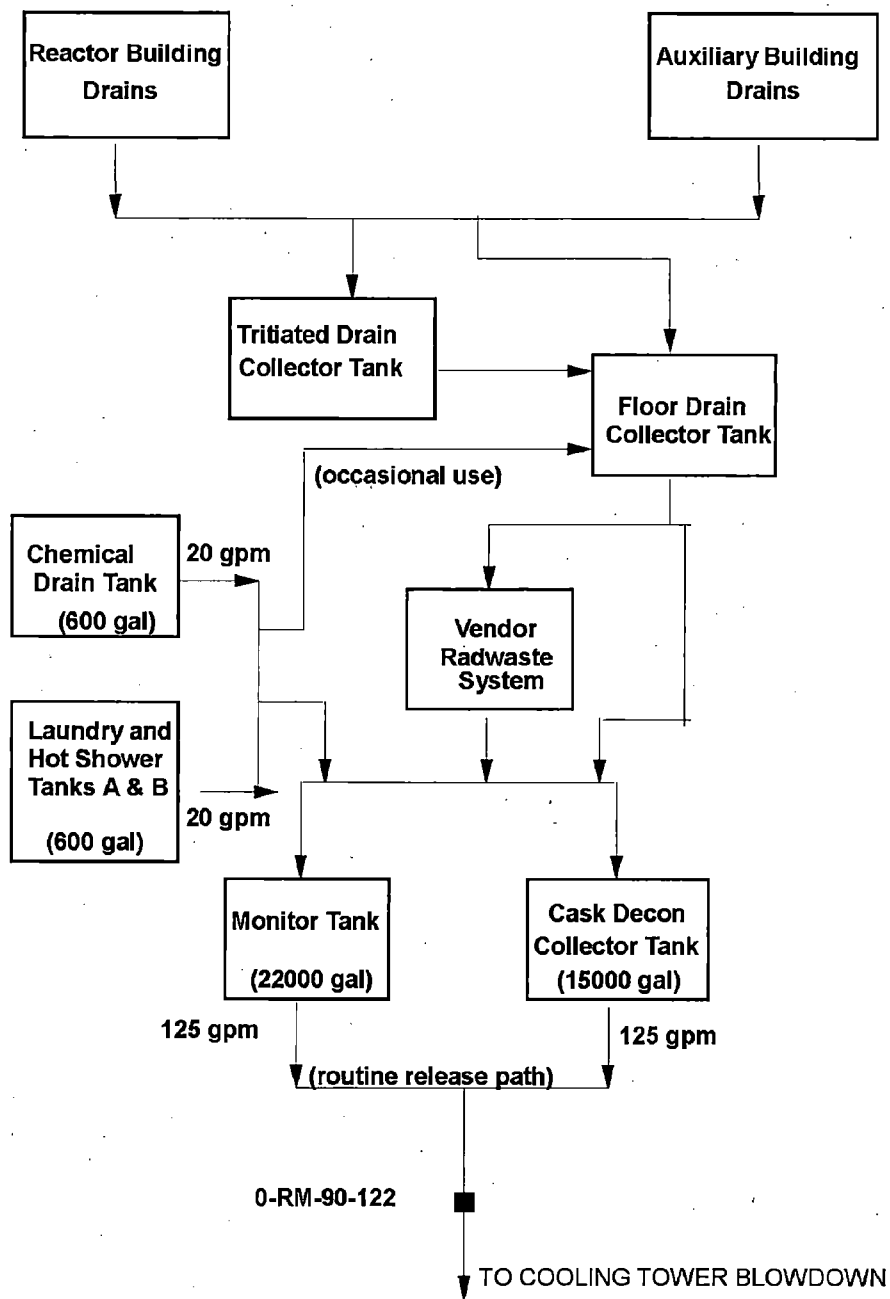 Reactor Building
Drains
Auxiliary Building
Drains
Tritiated Drain
Collector Tank
Floor Drain
Collector Tank
(occasional use)
Chemical
Drain Tank
(600 gal)
20 gpm
Vendor
Radwaste
System
Laundry and
Hot Shower
Tanks A & B
(600 gal)
20 gpm
Monitor Tank
(22000 gal)
Cask Decon
Collector Tank
(15000 gal)
125 gpm
125 gpm
(routine release path)
0-RM-90-122
TO COOLING TOWER BLOWDOWN